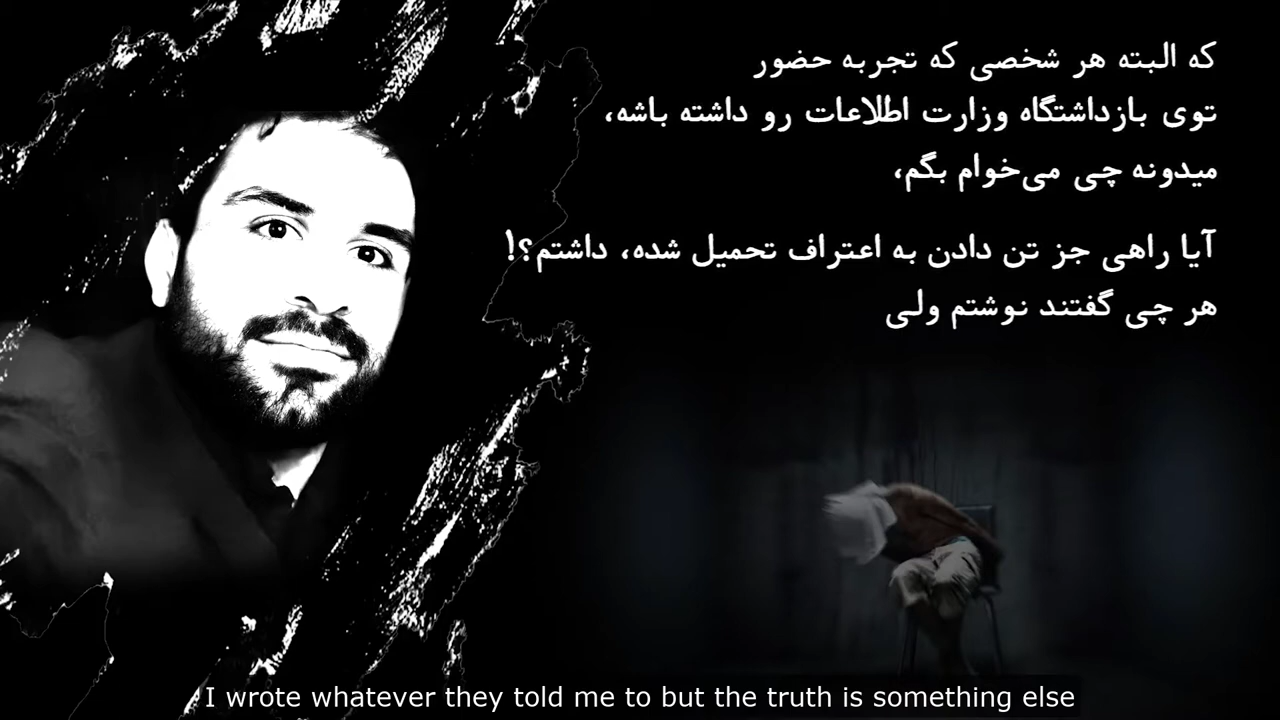 که البته هر شخصی که تجربه حضور
توی بازداشتگاه وزارت اطلاعات رو داشته باشه،
میدونه چی می‌خوام بگم،
آیا راهی جز تن دادن به اعتراف تحمیل شده، داشتم؟!
هر چی گفتند نوشتم ولی
I wrote whatever they told me to but the truth is something else